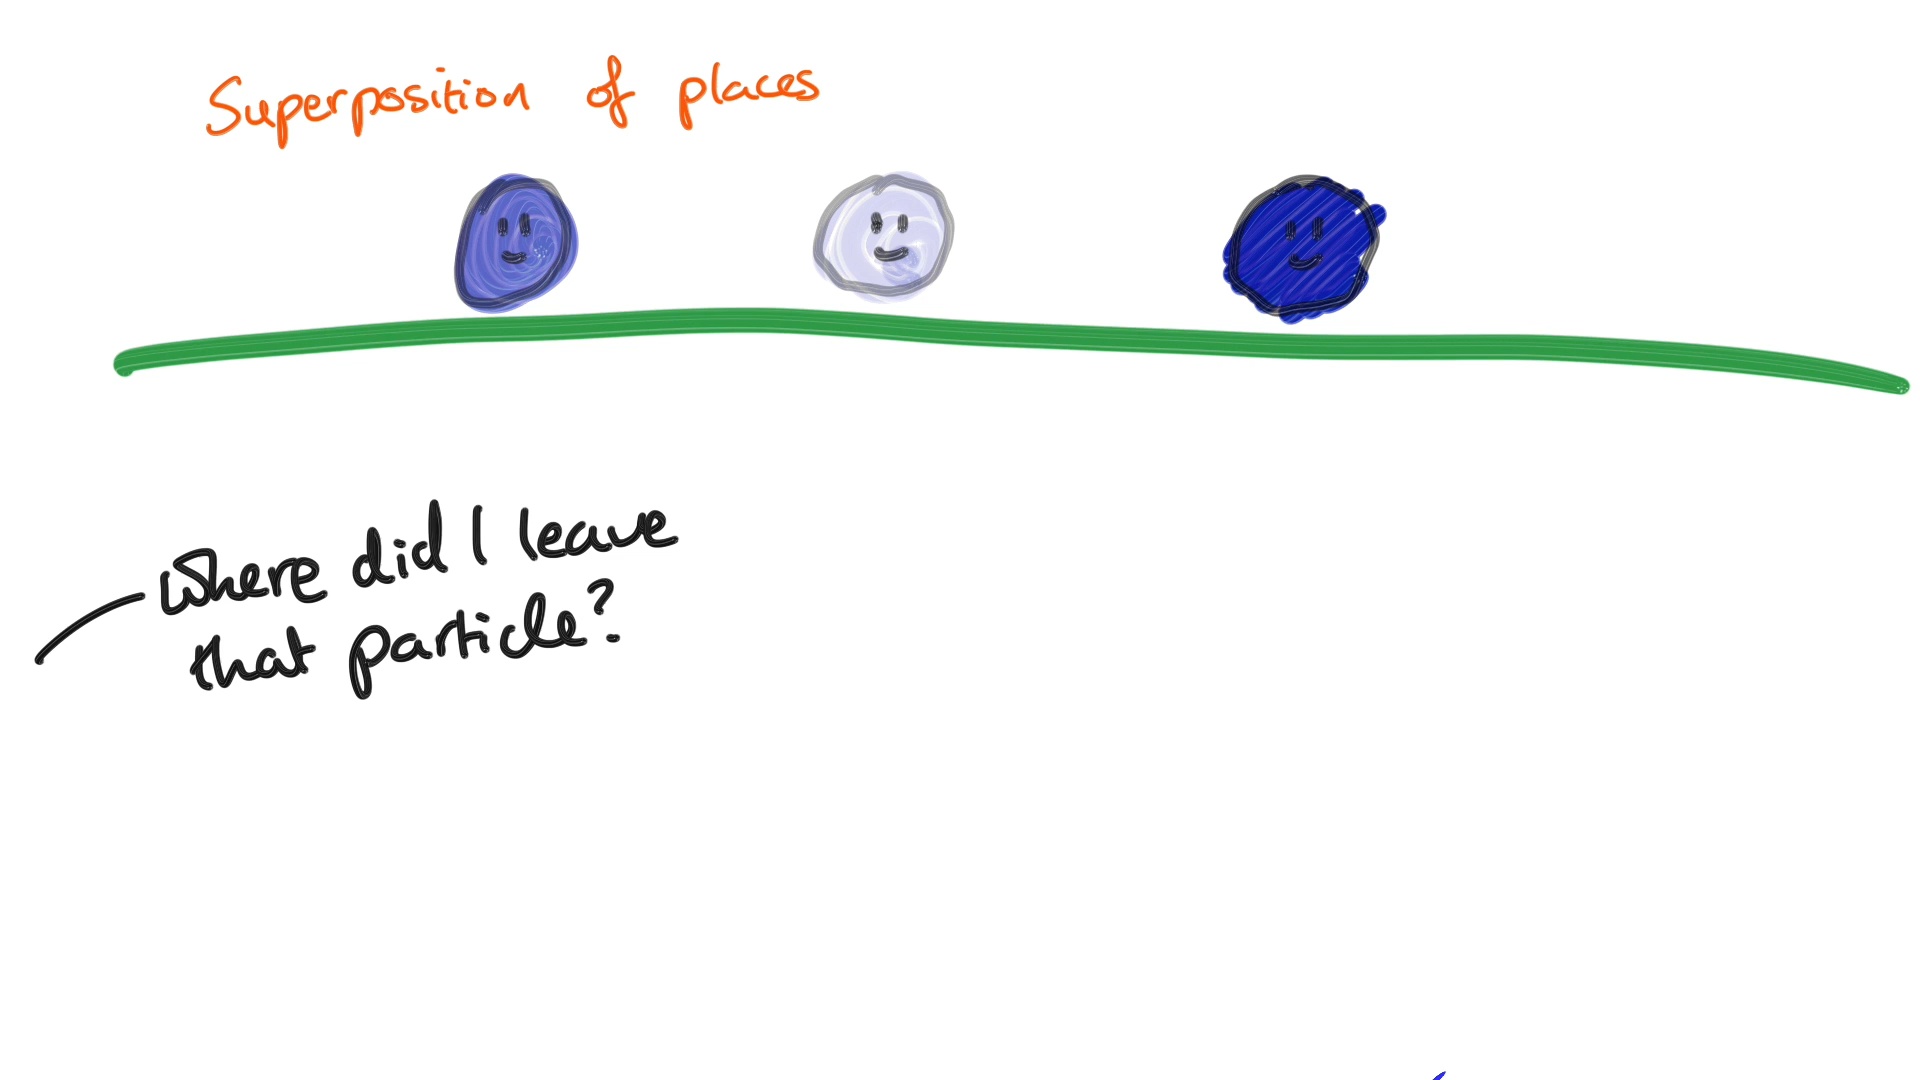 Superposition of places
Where did I leave
that particle?